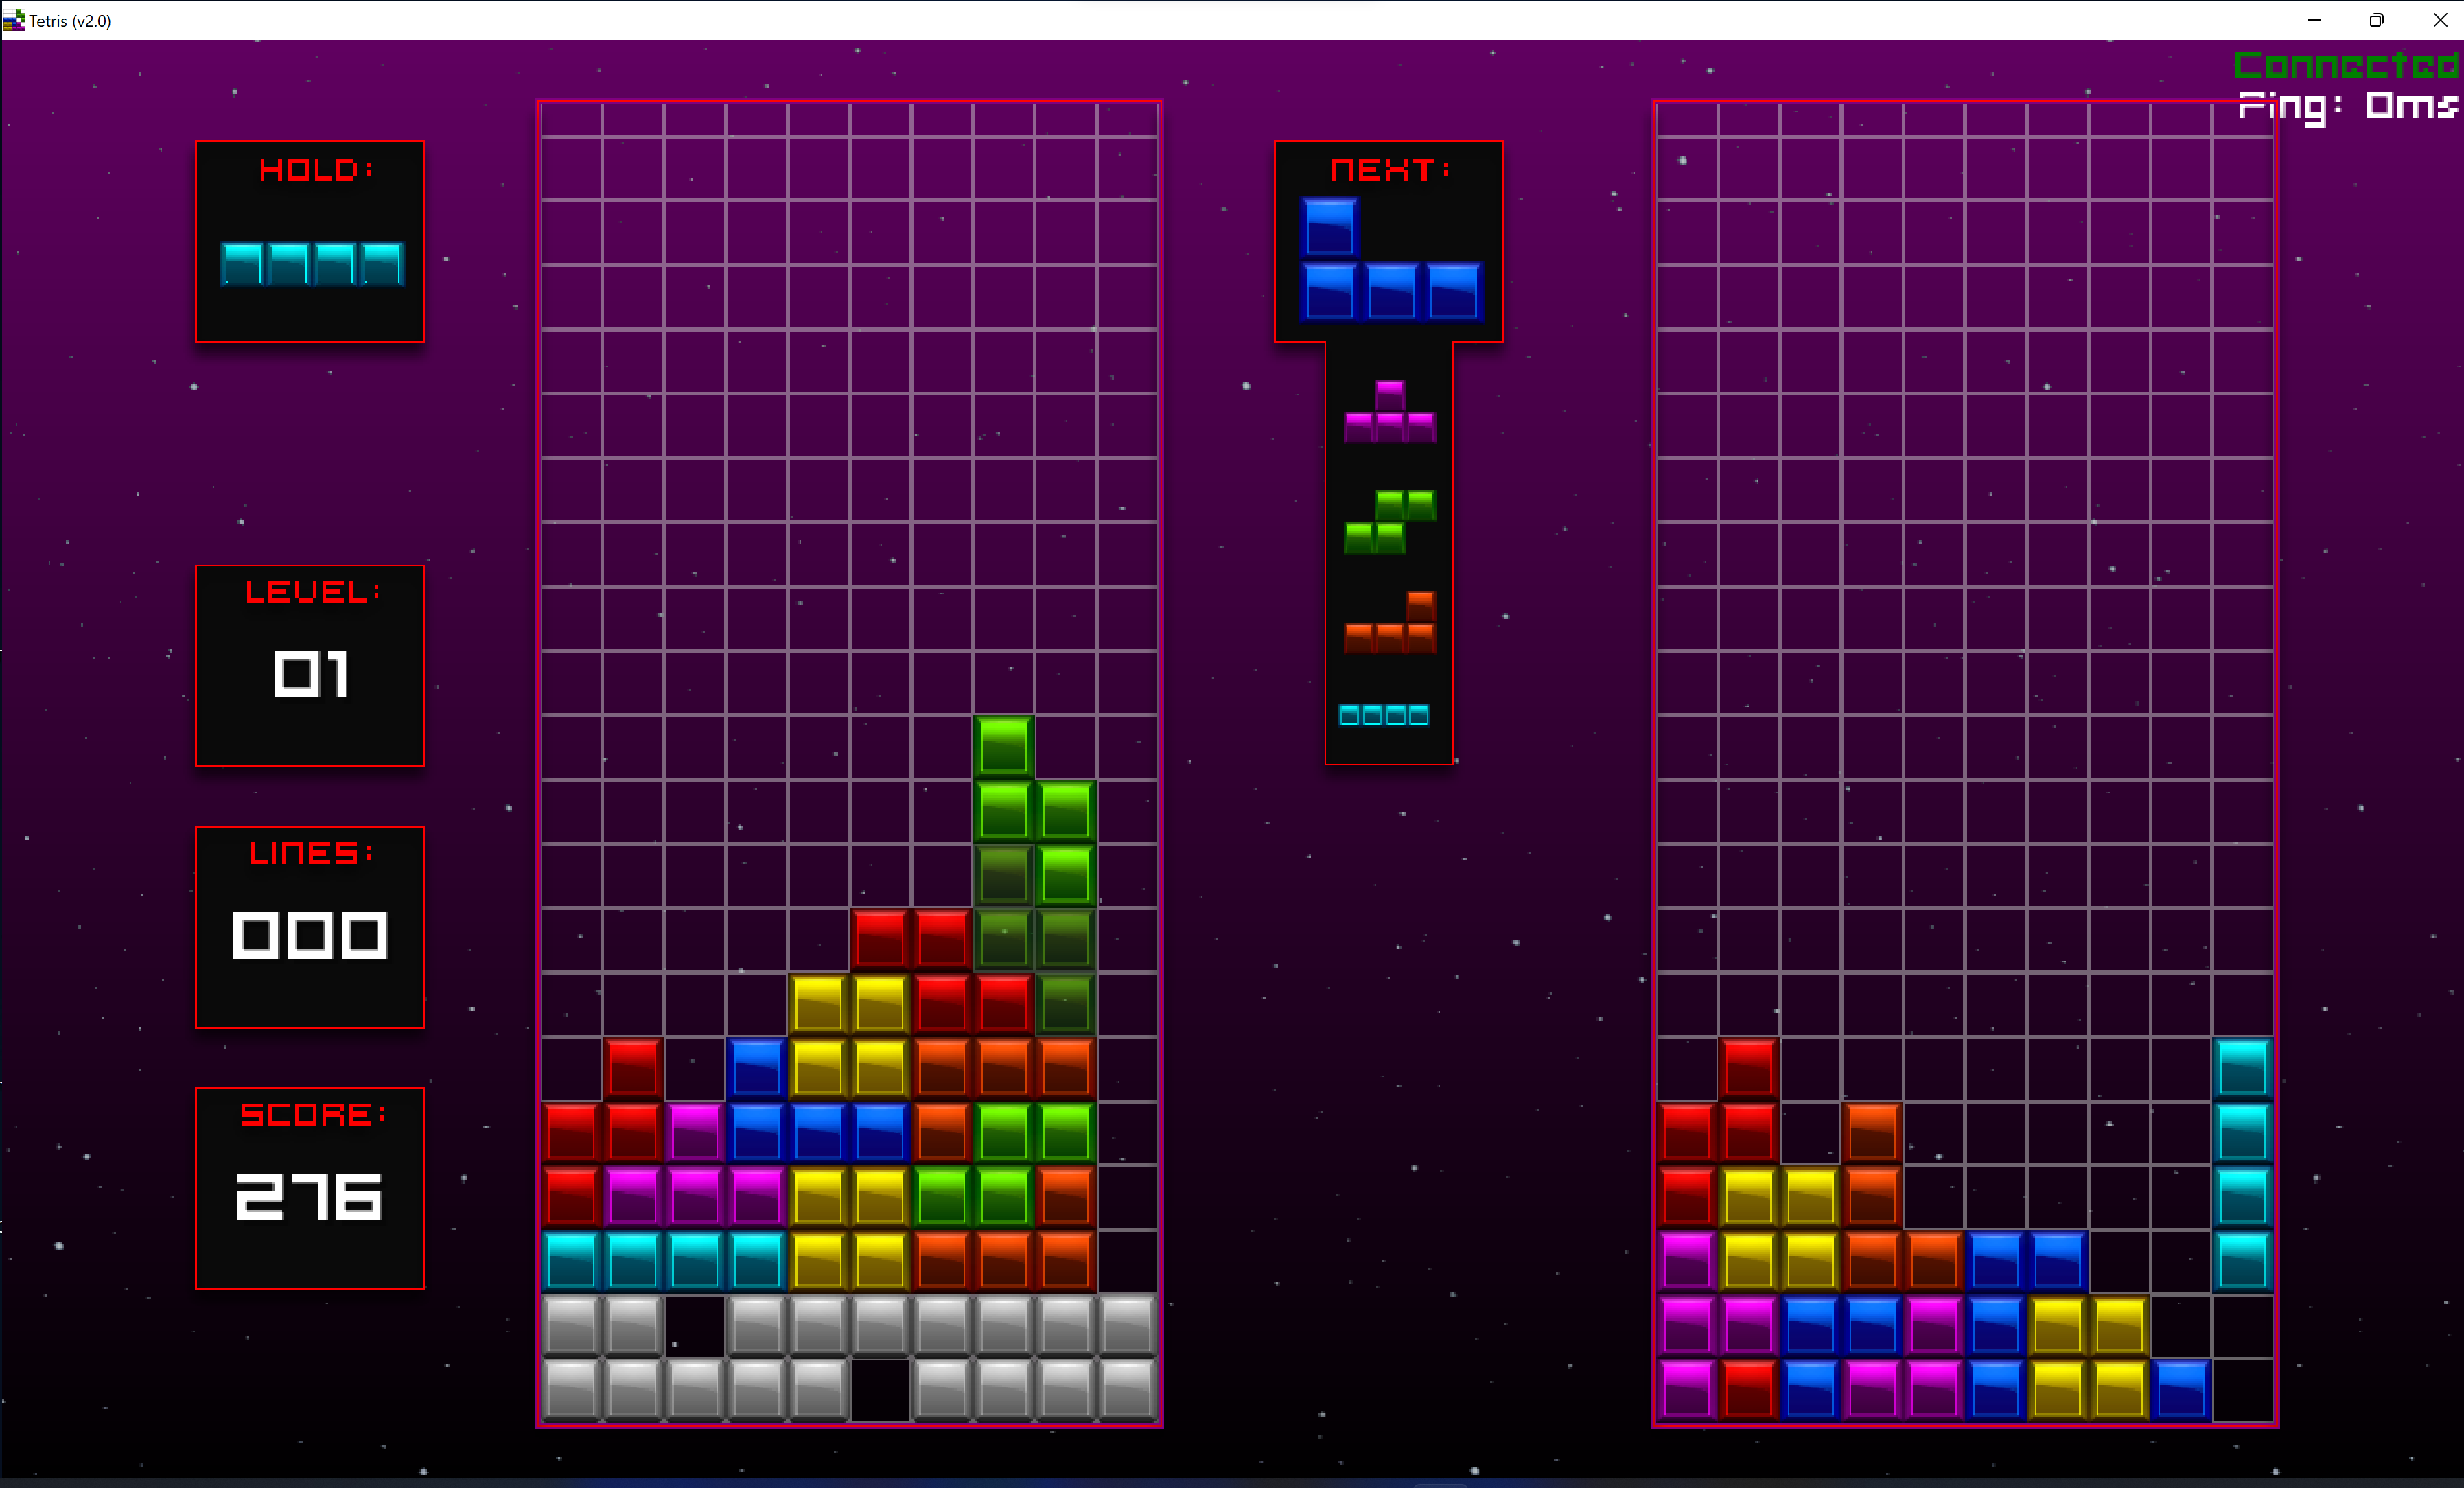 Tetris (v2.0)
Connected
Ping: 0ms
HOLD:
NEXT:
LEVEL:
01
LINES:
000
SCORE:
276